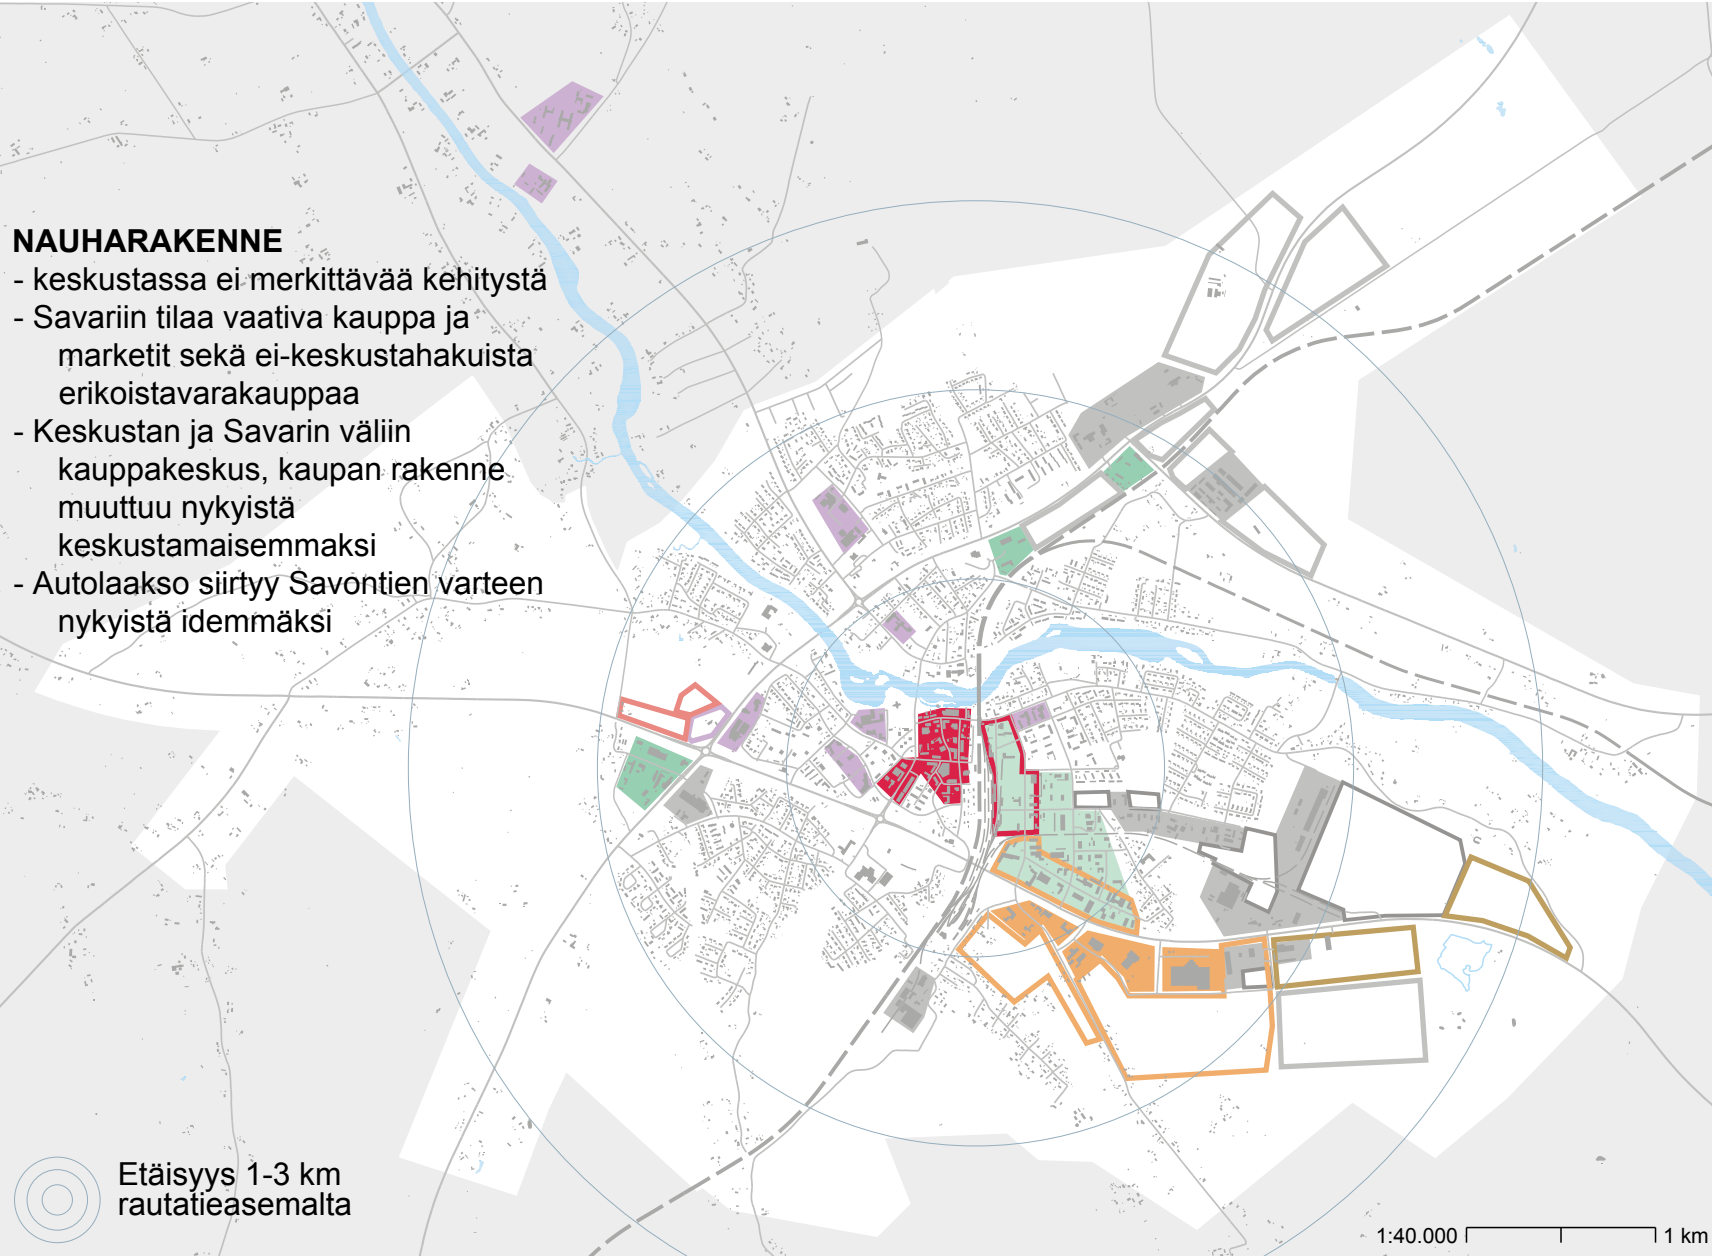 NAUHARAKENNE
- keskustassa ei merkittävää kehitystä
- Savariin tilaa vaativa kauppa ja
marketit sekä ei-keskustahakuista
erikoistavarakauppaa
- Keskustan ja Savarin väliin
kauppakeskus, kaupan rakenne
muuttuu nykyistä
keskustamaisemmaksi
- Autolaakso siirtyy Savontien varteen
nykyistä idemmäksi
Etäisyys 1-3 km
rautatieasemalta
1:40.000
1 km